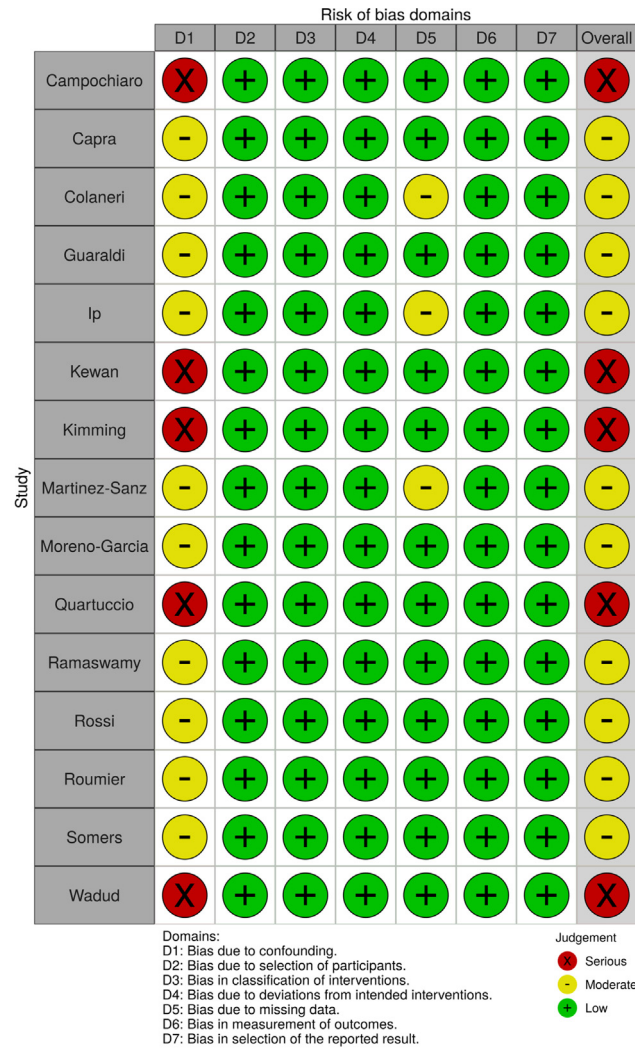 Risk of bias domains
D1 D2 D3 D4 D5 D6 D7 Overall
Study
Campochiaro X + + + + + + X
Capra - + + + + + + -
Colaneri - + + + - + + -
Guaraldi - + + + + + + -
Ip - + + + - + + -
Kewan X + + + + + + X
Kimming X + + + + + + X
Martinez-Sanz - + + + - + + -
Moreno-Garcia - + + + + + + -
Quartuccio X + + + + + + X
Ramaswamy - + + + + + + -
Rossi - + + + + + + -
Roumier - + + + + + + -
Somers - + + + + + + -
Wadud X + + + + + + X
Domains:
D1: Bias due to confounding.
D2: Bias due to selection of participants.
D3: Bias in classification of interventions.
D4: Bias due to deviations from intended interventions.
D5: Bias due to missing data.
D6: Bias in measurement of outcomes.
D7: Bias in selection of the reported result.
Judgement
X Serious
- Moderate
+ Low